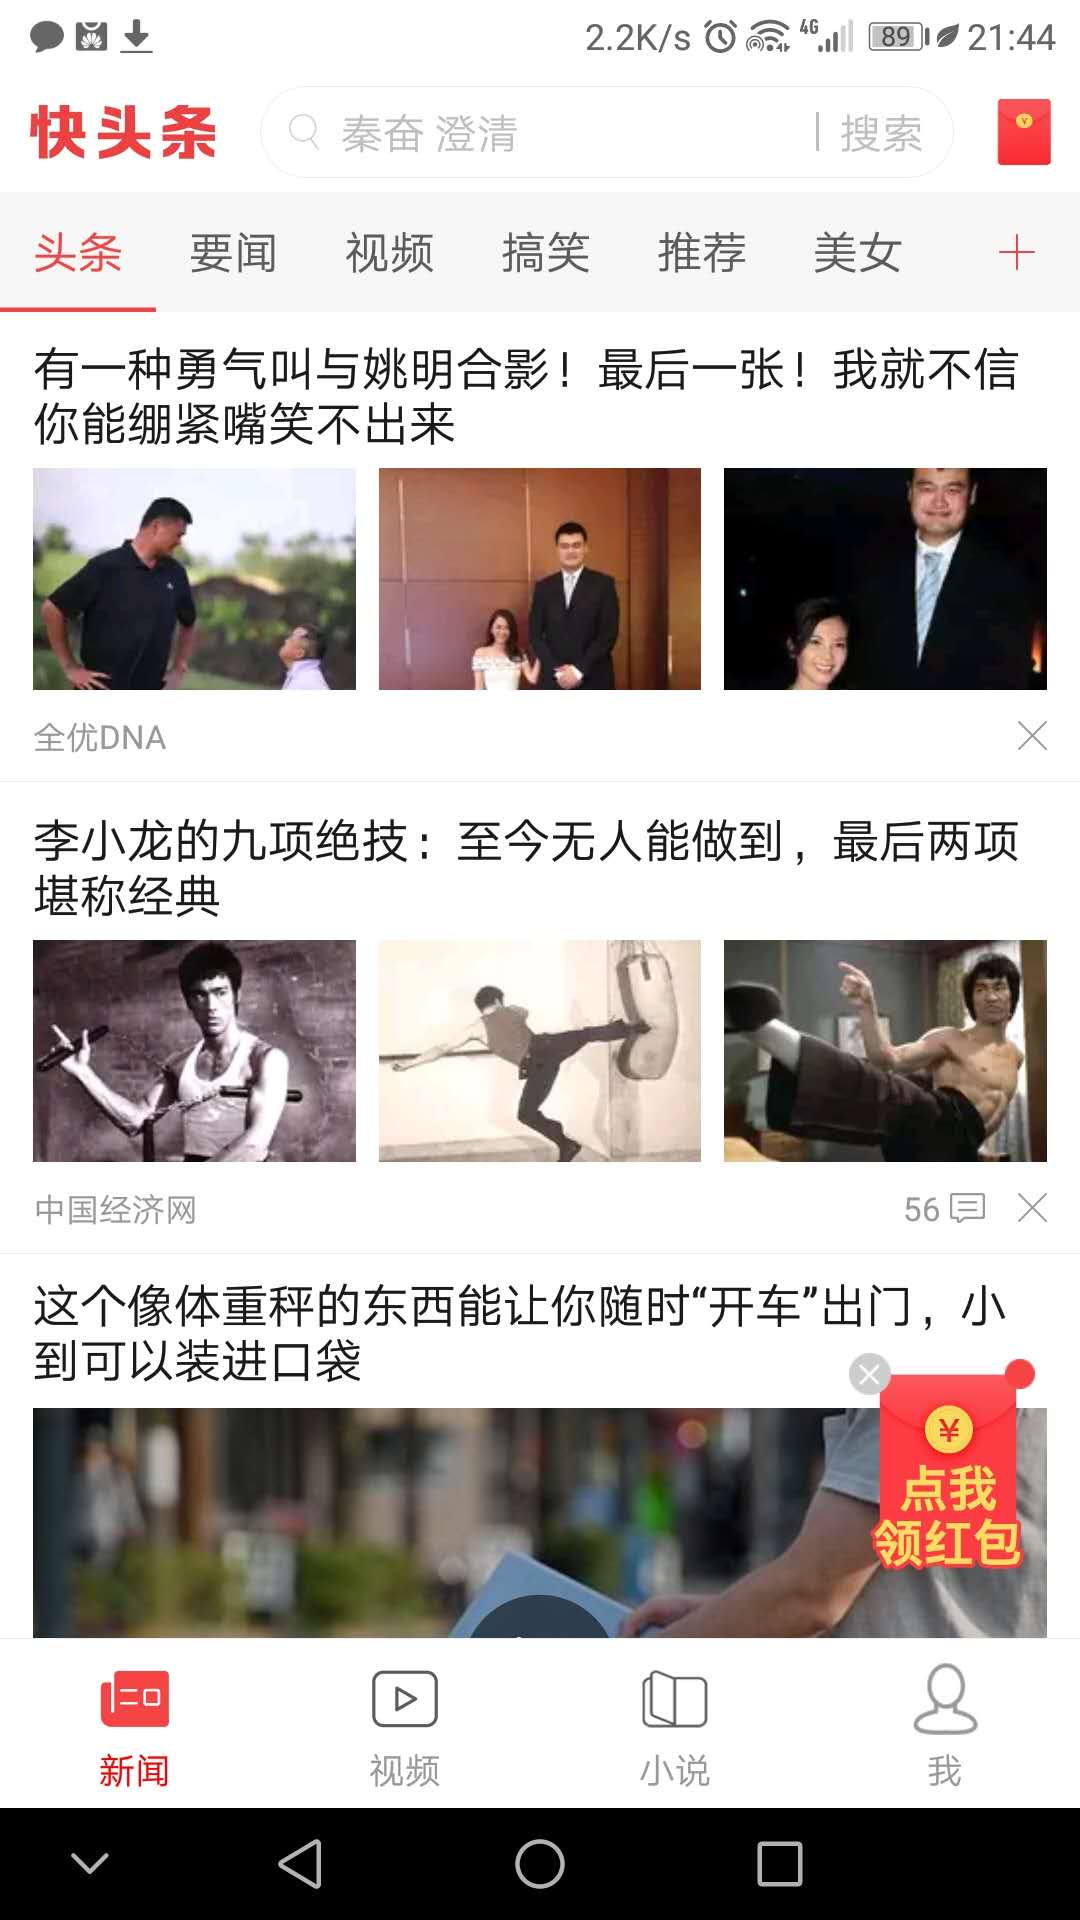 2.2K/s 4G 89 21:44
快头条 秦奋 澄清 搜索
头条 要闻 视频 搞笑 推荐 美女
有一种勇气叫与姚明合影！最后一张！我就不信
你能绷紧嘴笑不出来
全优DNA
李小龙的九项绝技：至今无人能做到，最后两项
堪称经典
中国经济网 56
这个像体重秤的东西能让你随时“开车”出门，小
到可以装进口袋
¥
点我
领红包
新闻 视频 小说 我